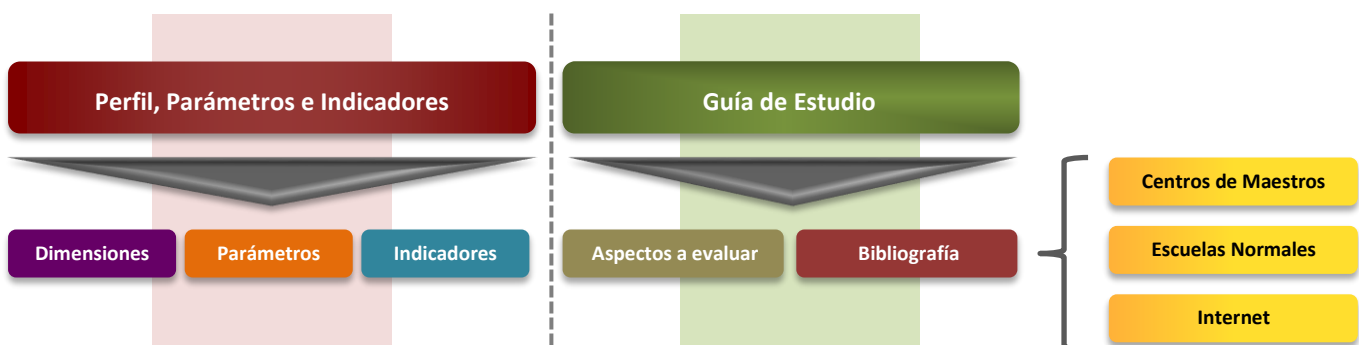 Perfil, Parámetros e Indicadores
Guía de Estudio
Dimensiones
Parámetros
Indicadores
Aspectos a evaluar
Bibliografía
Centros de Maestros
Escuelas Normales
Internet